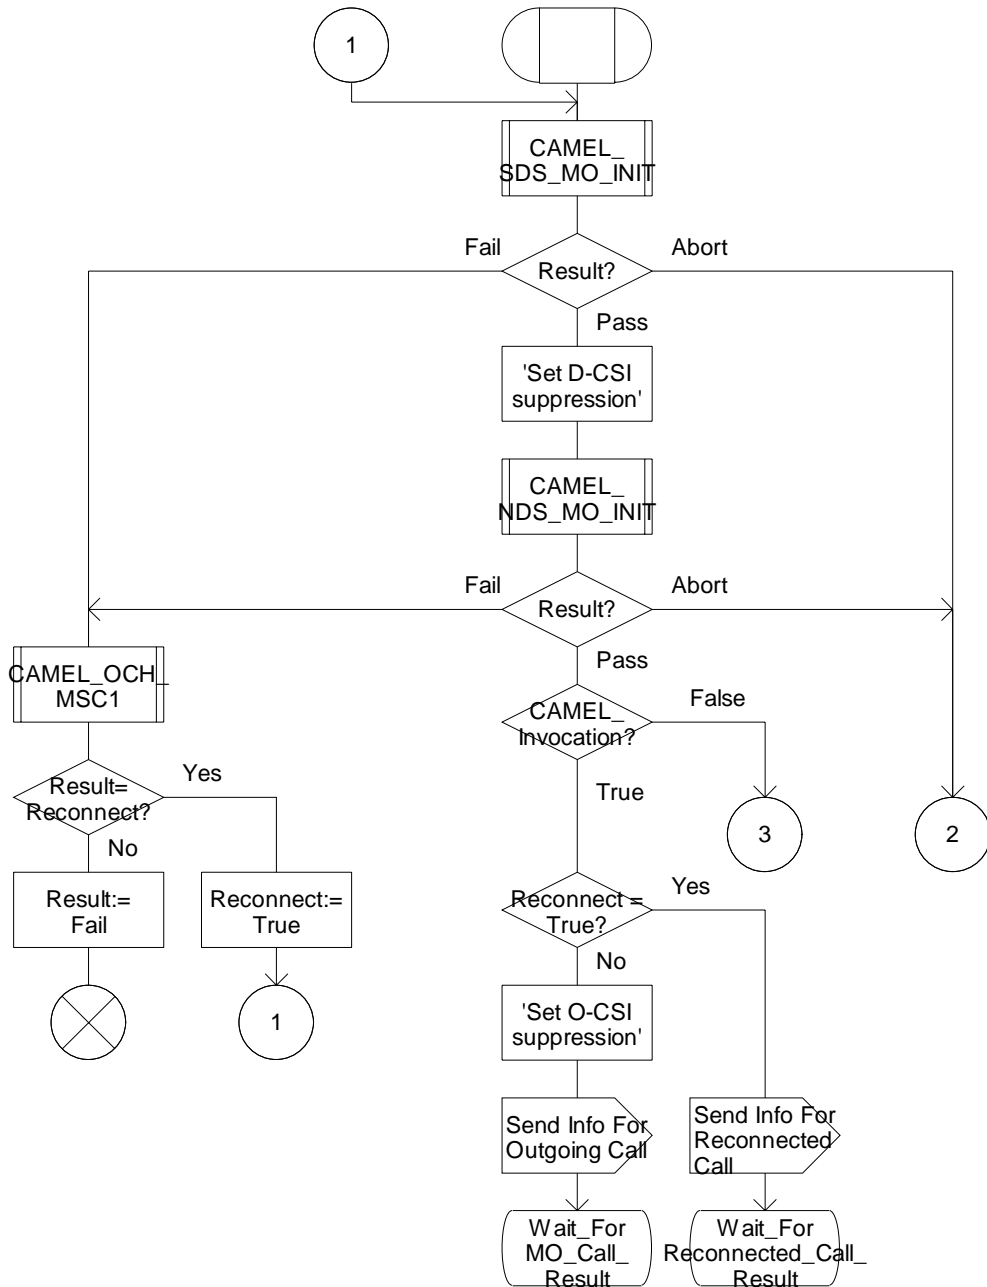 1
CAMEL_
SDS_MO_INIT
Fail
Result?
Abort
Pass
'Set D-CSI
suppression'
CAMEL_
NDS_MO_INIT
Fail
Result?
Abort
Pass
CAMEL_OCH_
MSC1
CAMEL_
Invocation?
False
True
Result=
Reconnect?
Yes
No
3
2
Result:=
Fail
Reconnect:=
True
Reconnect =
True?
Yes
No
1
'Set O-CSI
suppression'
Send Info For
Outgoing Call
Send Info For
Reconnected
Call
Wait_For
MO_Call_
Result
Wait_For
Reconnected_Call_
Result